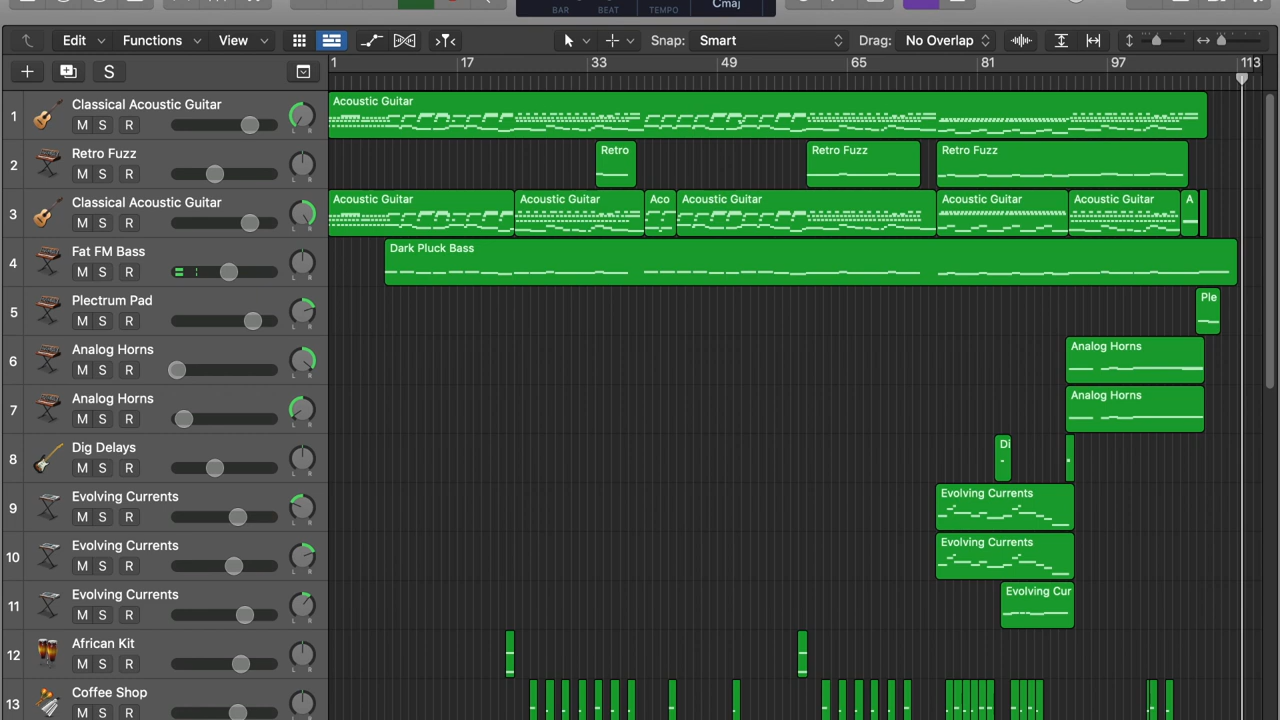 Cmaj
BAR BEAT TEMPO
Edit Functions View Snap: Smart Drag: No Overlap
S 1 17 33 49 65 81 97 113
1 Classical Acoustic Guitar Acoustic Guitar
M S R L R
2 Retro Fuzz Retro Retro Fuzz Retro Fuzz
M S R L R
3 Classical Acoustic Guitar Acoustic Guitar Acoustic Guitar Aco Acoustic Guitar Acoustic Guitar Acoustic Guitar A
M S R L R
4 Fat FM Bass Dark Pluck Bass
M S R L R
5 Plectrum Pad Ple
M S R L R
6 Analog Horns Analog Horns
M S R L R
7 Analog Horns Analog Horns
M S R L R
8 Dig Delays Di
M S R L R
9 Evolving Currents Evolving Currents
M S R L R
10 Evolving Currents Evolving Currents
M S R L R
11 Evolving Currents Evolving Cur
M S R L R
12 African Kit
M S R L R
13 Coffee Shop
M S R L R